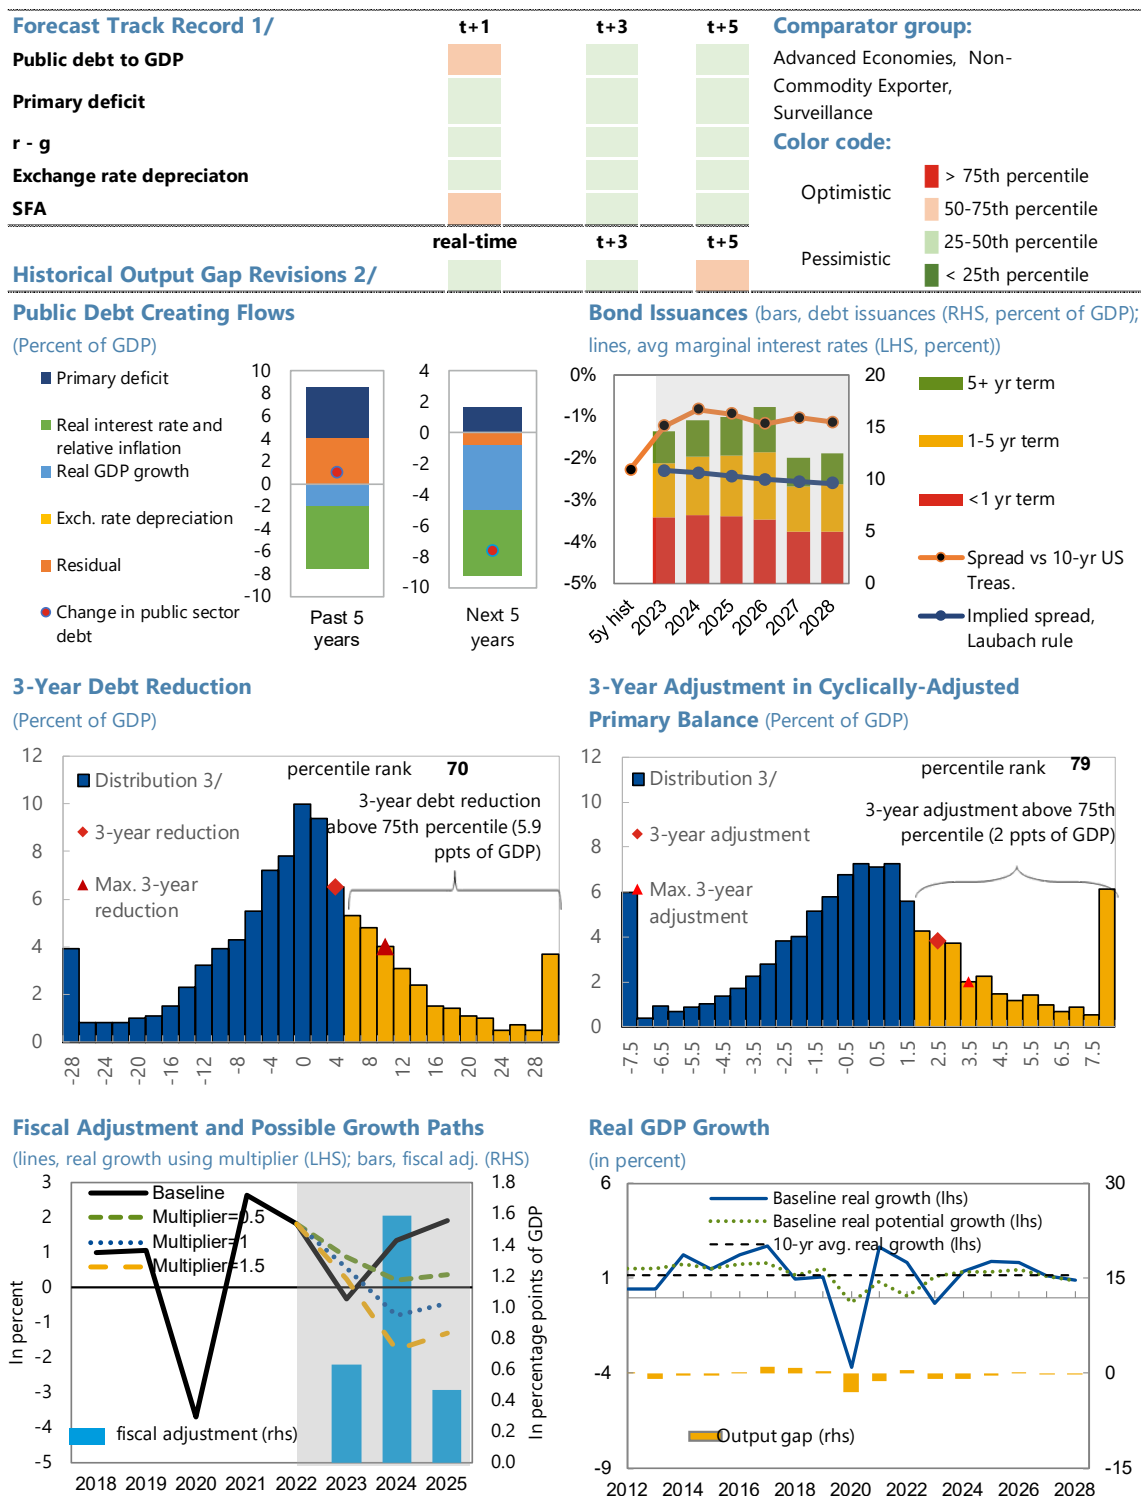 Forecast Track Record 1/ t+1 t+3 t+5 Comparator group:
Public debt to GDP
Primary deficit
r - g
Exchange rate depreciaton
SFA
Advanced Economies, Non-
Commodity Exporter,
Surveillance
Color code:
Optimistic
> 75th percentile
50-75th percentile
Pessimistic
25-50th percentile
< 25th percentile
real-time t+3 t+5
Historical Output Gap Revisions 2/
Public Debt Creating Flows
(Percent of GDP)
Primary deficit
Real interest rate and
relative inflation
Real GDP growth
Exch. rate depreciation
Residual
Change in public sector
debt
10
8
6
4
2
0
-2
-4
-6
-8
-10
Past 5
years
4
2
0
-2
-4
-6
-8
-10
Next 5
years
Bond Issuances (bars, debt issuances (RHS, percent of GDP);
lines, avg marginal interest rates (LHS, percent))
0%
-1%
-2%
-3%
-4%
-5%
20
15
10
5
0
5y hist 2023 2024 2025 2026 2027 2028
5+ yr term
1-5 yr term
<1 yr term
Spread vs 10-yr US
Treas.
Implied spread,
Laubach rule
3-Year Debt Reduction
(Percent of GDP)
12
10
8
6
4
2
0
Distribution 3/
3-year reduction
Max. 3-year
reduction
percentile rank 70
3-year debt reduction
above 75th percentile (5.9
ppts of GDP)
-28 -24 -20 -16 -12 -8 -4 0 4 8 12 16 20 24 28
3-Year Adjustment in Cyclically-Adjusted
Primary Balance (Percent of GDP)
12
10
8
6
4
2
0
Distribution 3/
3-year adjustment
Max. 3-year
adjustment
percentile rank 79
3-year adjustment above 75th
percentile (2 ppts of GDP)
-7.5 -6.5 -5.5 -4.5 -3.5 -2.5 -1.5 -0.5 0.5 1.5 2.5 3.5 4.5 5.5 6.5 7.5
Fiscal Adjustment and Possible Growth Paths
(lines, real growth using multiplier (LHS); bars, fiscal adj. (RHS)
In percent
3
2
1
0
-1
-2
-3
-4
-5
Baseline
Multiplier=0.5
Multiplier=1
Multiplier=1.5
fiscal adjustment (rhs)
1.8
1.6
1.4
1.2
1.0
0.8
0.6
0.4
0.2
0.0
In percentage points of GDP
2018 2019 2020 2021 2022 2023 2024 2025
Real GDP Growth
(in percent)
6
1
-4
-9
Baseline real growth (lhs)
Baseline real potential growth (lhs)
10-yr avg. real growth (lhs)
Output gap (rhs)
30
15
0
-15
2012 2014 2016 2018 2020 2022 2024 2026 2028